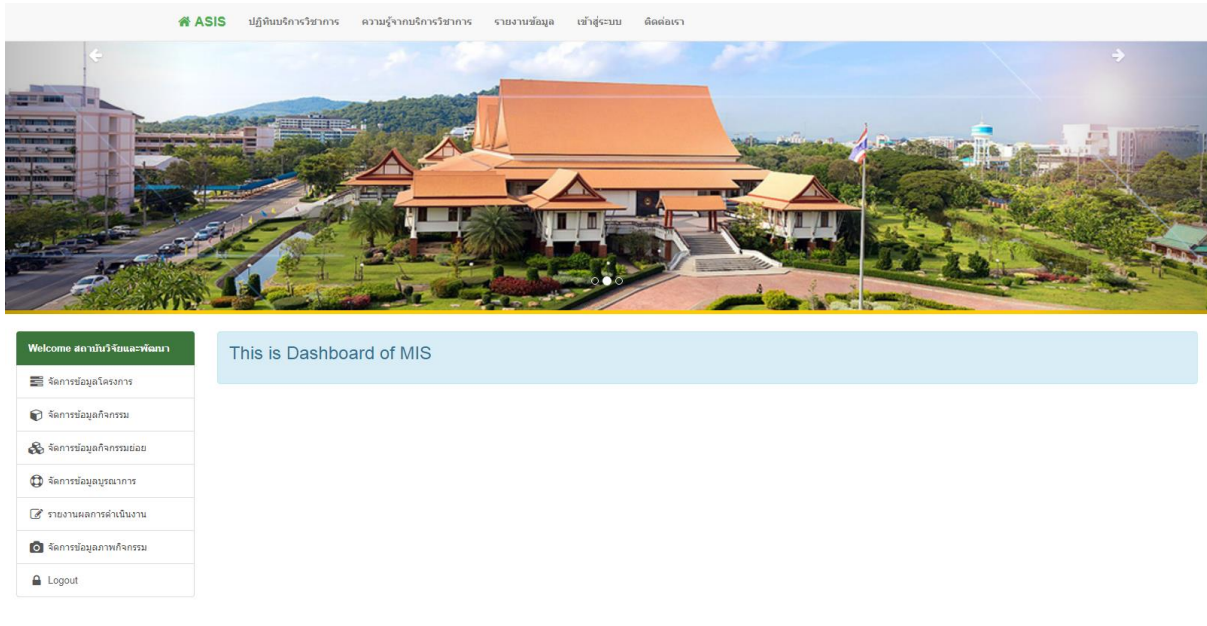 ASIS ปฏิทินบริการวิชาการ ความรู้จากบริการวิชาการ รายงานข้อมูล เข้าสู่ระบบ ติดต่อเรา
Welcome สถาบันวิจัยและพัฒนา
This is Dashboard of MIS
จัดการข้อมูลโครงการ
จัดการข้อมูลกิจกรรม
จัดการข้อมูลกิจกรรมย่อย
จัดการข้อมูลบูรณาการ
รายงานผลการดำเนินงาน
จัดการข้อมูลภาพกิจกรรม
Logout